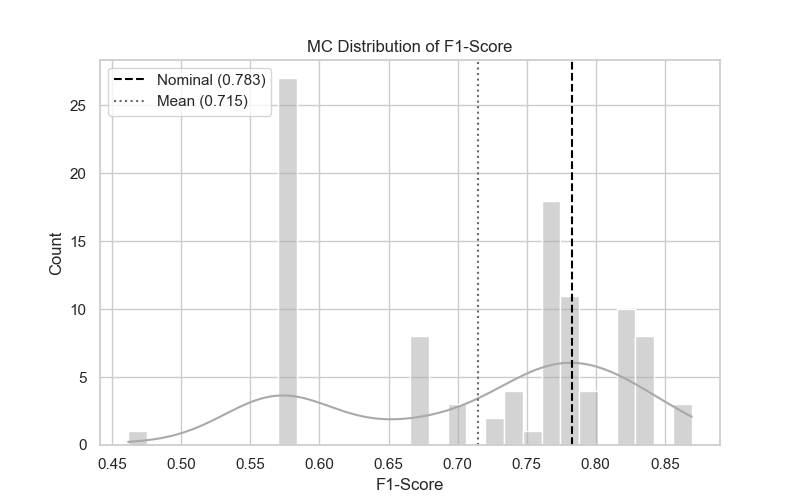 MC Distribution of F1-Score
Nominal (0.783)
Mean (0.715)
25
20
15
10
5
0
Count
0.45 0.50 0.55 0.60 0.65 0.70 0.75 0.80 0.85
F1-Score